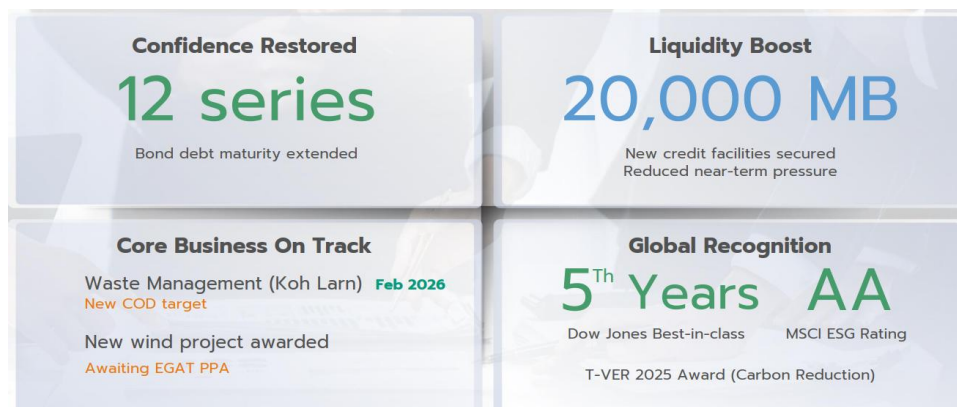 Confidence Restored
12 series
Bond debt maturity extended
Liquidity Boost
20,000 MB
New credit facilities secured
Reduced near-term pressure
Core Business On Track
Waste Management (Koh Larn) Feb 2026
New COD target
New wind project awarded
Awaiting EGAT PPA
Global Recognition
5Th Years AA
Dow Jones Best-in-class MSCI ESG Rating
T-VER 2025 Award (Carbon Reduction)